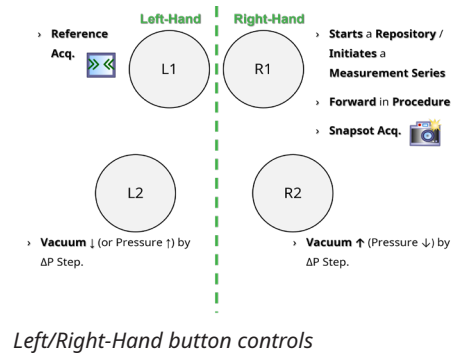 Left-Hand
Right-Hand
› Reference
Acq.
L1
R1
› Starts a Repository /
Initiates a
Measurement Series
› Forward in Procedure
› Snapsot Acq.
L2
R2
› Vacuum ↓ (or Pressure ↑) by
ΔP Step.
› Vacuum ↑ (Pressure ↓) by
ΔP Step.
Left/Right-Hand button controls